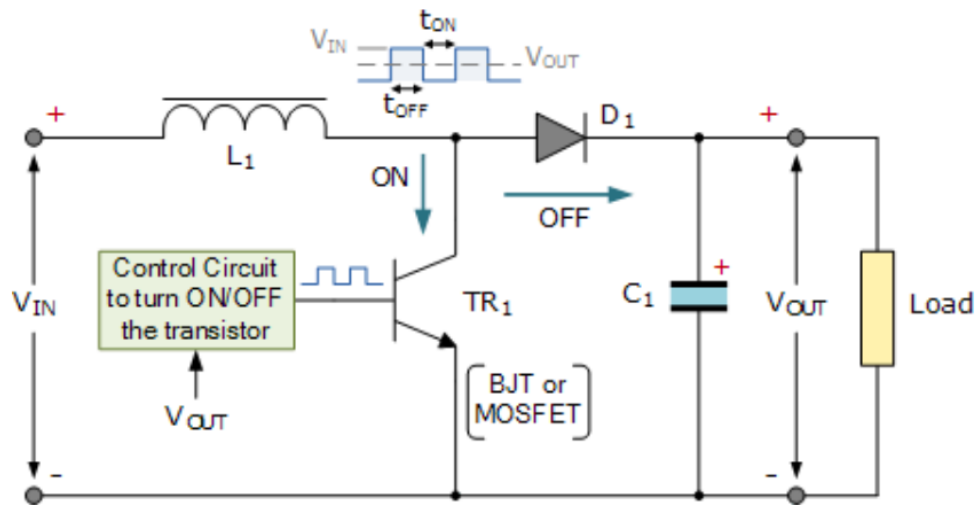 tON
VIN
VOUT
tOFF
+
L1
D1
+
ON
OFF
Control Circuit
to turn ON/OFF
the transistor
VIN
TR1
C1
+
VOUT
Load
BJT or
MOSFET
VOUT
-
-